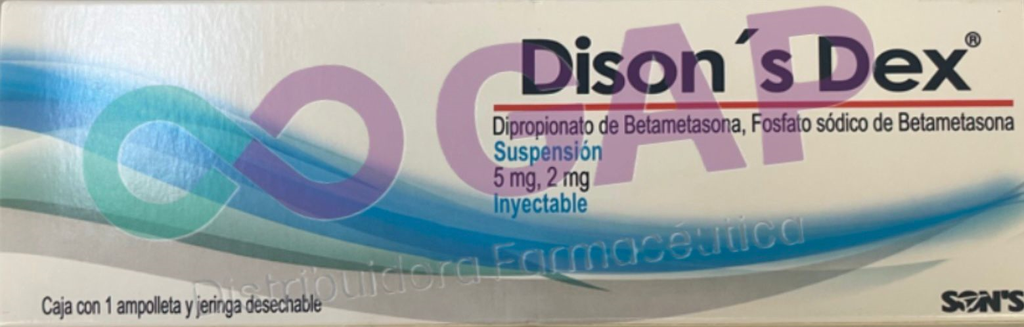 CAP
Dison´s Dex®
Dipropionato de Betametasona, Fosfato sódico de Betametasona
Suspensión
5 mg, 2 mg
Inyectable
Distribuidora Farmacéutica
Caja con 1 ampolleta y jeringa desechable
SON'S